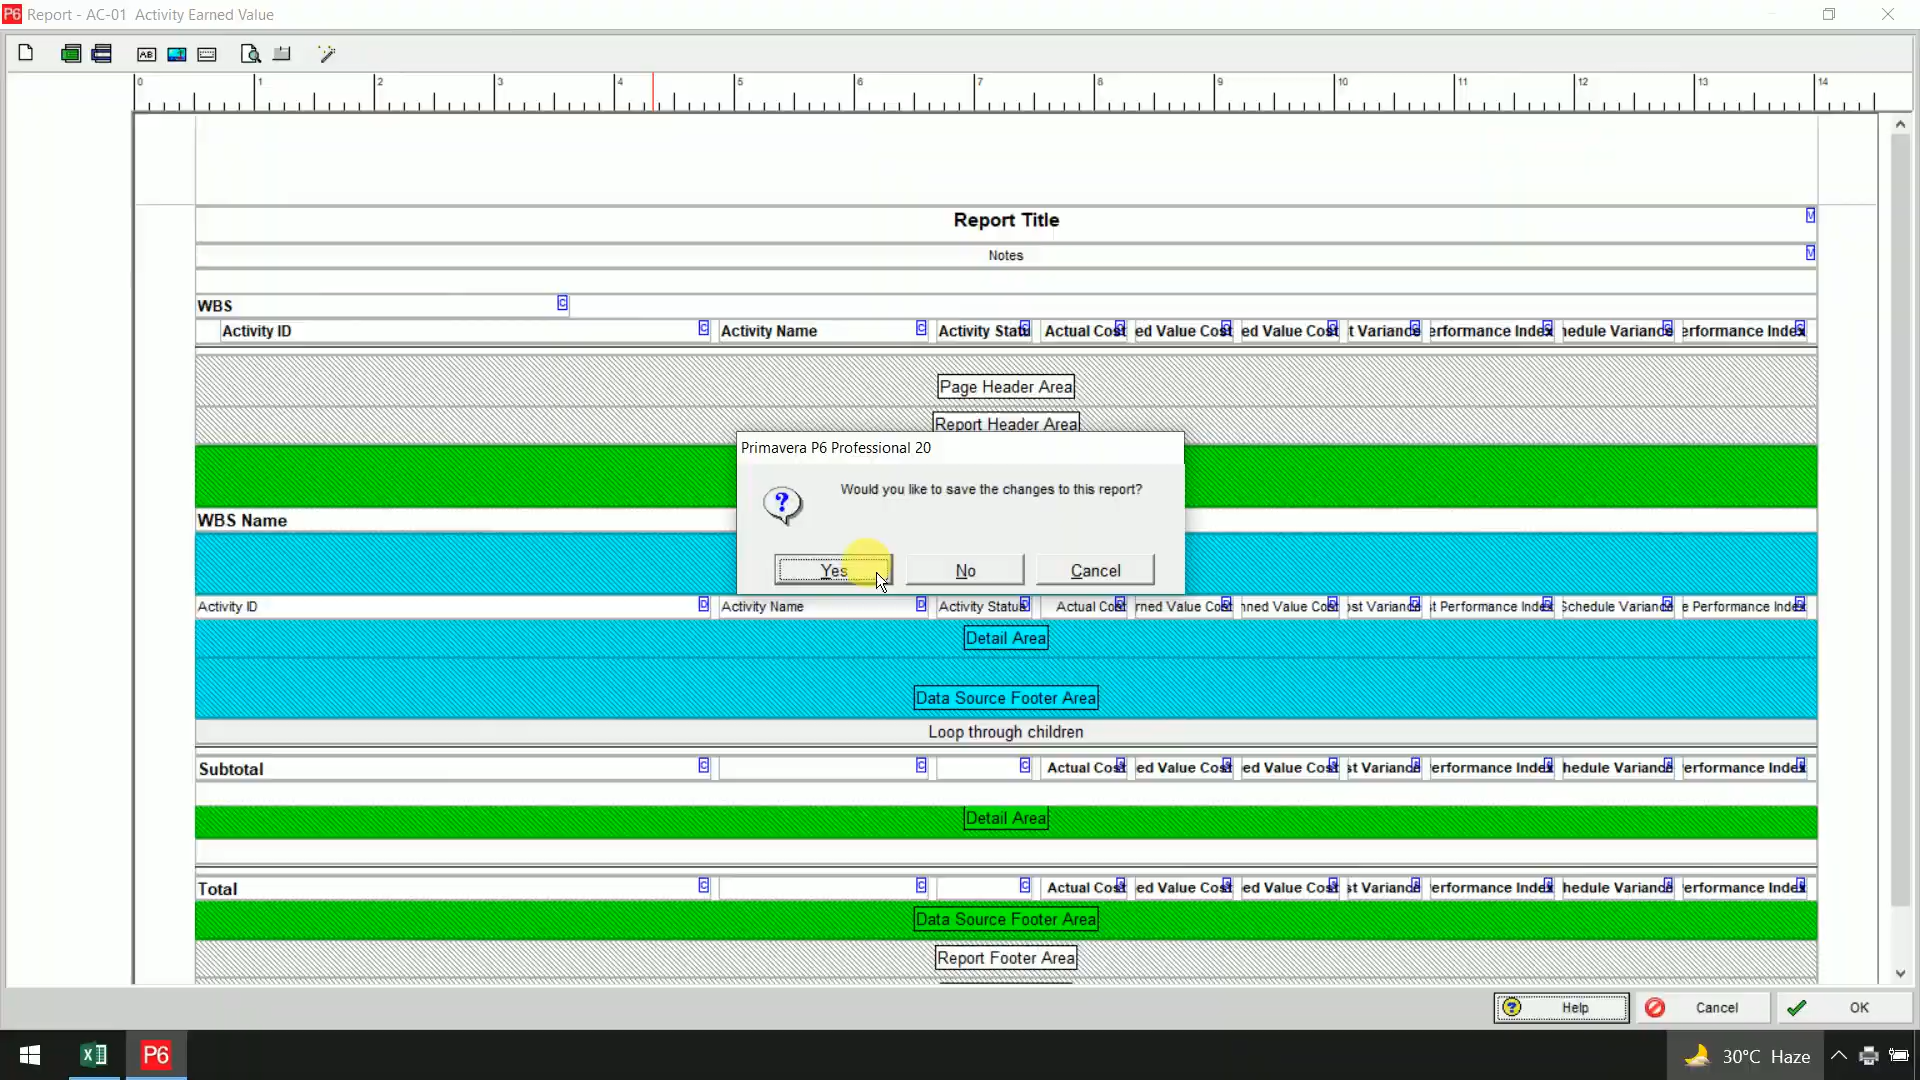 P6 Report - AC-01 Activity Earned Value
AB
0 1 2 3 4 5 6 7 8 9 10 11 12 13 14
Report Title
Notes
WBS
Activity ID Activity Name Activity Statu Actual Cost ed Value Cost ed Value Cost t Variance erformance Index hedule Variance erformance Index
Page Header Area
Report Header Area
Primavera P6 Professional 20
Would you like to save the changes to this report?
Yes No Cancel
WBS Name
Activity ID Activity Name Activity Status Actual Cost rned Value Cost nned Value Cost ost Variance t Performance Index Schedule Variance e Performance Index
Detail Area
Data Source Footer Area
Loop through children
Subtotal Actual Cost ed Value Cost ed Value Cost st Variance erformance Index hedule Variance erformance Index
Detail Area
Total Actual Cost ed Value Cost ed Value Cost st Variance erformance Index hedule Variance erformance Index
Data Source Footer Area
Report Footer Area
Help Cancel OK
P6 30°C Haze